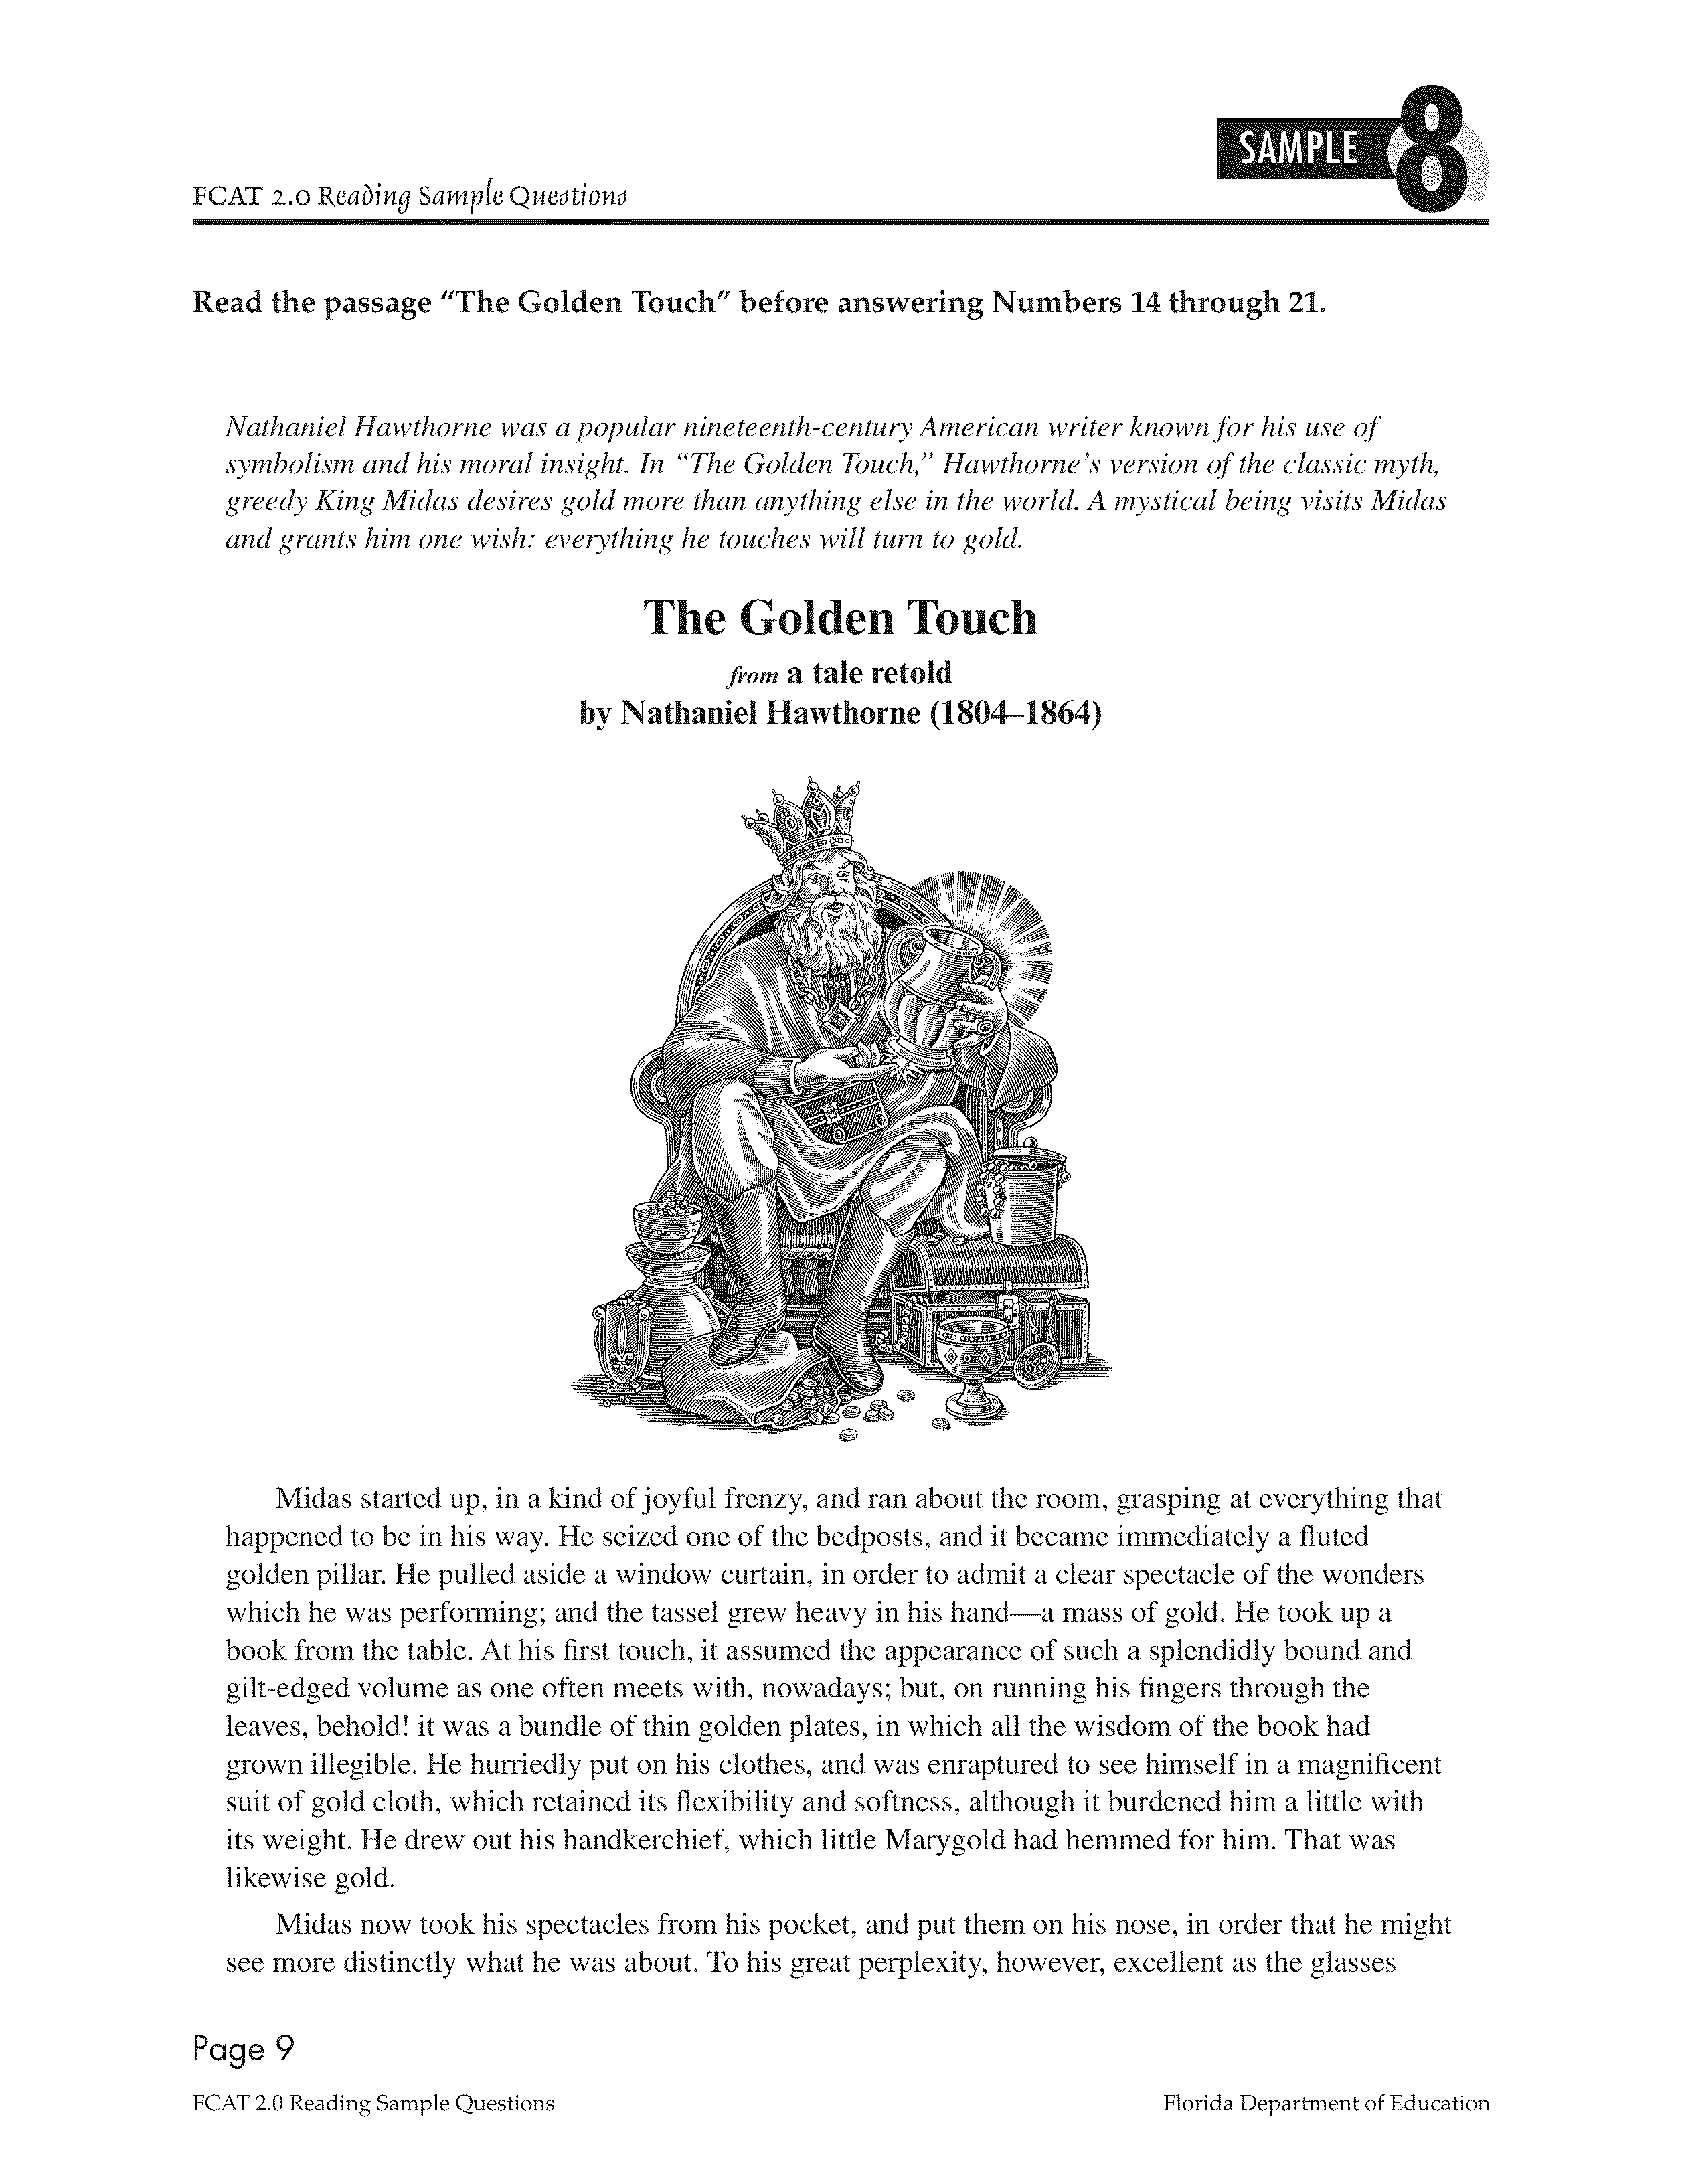 SAMPLE 8
FCAT 2.0 Reading Sample Questions
Read the passage “The Golden Touch” before answering Numbers 14 through 21.
Nathaniel Hawthorne was a popular nineteenth-century American writer known for his use of
symbolism and his moral insight. In “The Golden Touch,” Hawthorne’s version of the classic myth,
greedy King Midas desires gold more than anything else in the world. A mystical being visits Midas
and grants him one wish: everything he touches will turn to gold.
The Golden Touch
from a tale retold
by Nathaniel Hawthorne (1804–1864)
Midas started up, in a kind of joyful frenzy, and ran about the room, grasping at everything that
happened to be in his way. He seized one of the bedposts, and it became immediately a fluted
golden pillar. He pulled aside a window curtain, in order to admit a clear spectacle of the wonders
which he was performing; and the tassel grew heavy in his hand—a mass of gold. He took up a
book from the table. At his first touch, it assumed the appearance of such a splendidly bound and
gilt-edged volume as one often meets with, nowadays; but, on running his fingers through the
leaves, behold! it was a bundle of thin golden plates, in which all the wisdom of the book had
grown illegible. He hurriedly put on his clothes, and was enraptured to see himself in a magnificent
suit of gold cloth, which retained its flexibility and softness, although it burdened him a little with
its weight. He drew out his handkerchief, which little Marygold had hemmed for him. That was
likewise gold.
Midas now took his spectacles from his pocket, and put them on his nose, in order that he might
see more distinctly what he was about. To his great perplexity, however, excellent as the glasses
Page 9
FCAT 2.0 Reading Sample Questions
Florida Department of Education